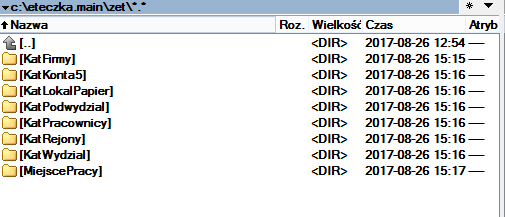 c:\eteczka.main\zet\*.*
Nazwa Roz. Wielkość Czas Atryb
[..] <DIR> 2017-08-26 12:54 ----
[KatFirmy] <DIR> 2017-08-26 15:15 ----
[KatKonta5] <DIR> 2017-08-26 15:16 ----
[KatLokalPapier] <DIR> 2017-08-26 15:16 ----
[KatPodwydzial] <DIR> 2017-08-26 15:16 ----
[KatPracownicy] <DIR> 2017-08-26 15:16 ----
[KatRejony] <DIR> 2017-08-26 15:16 ----
[KatWydzial] <DIR> 2017-08-26 15:16 ----
[MiejscePracy] <DIR> 2017-08-26 15:17 ----